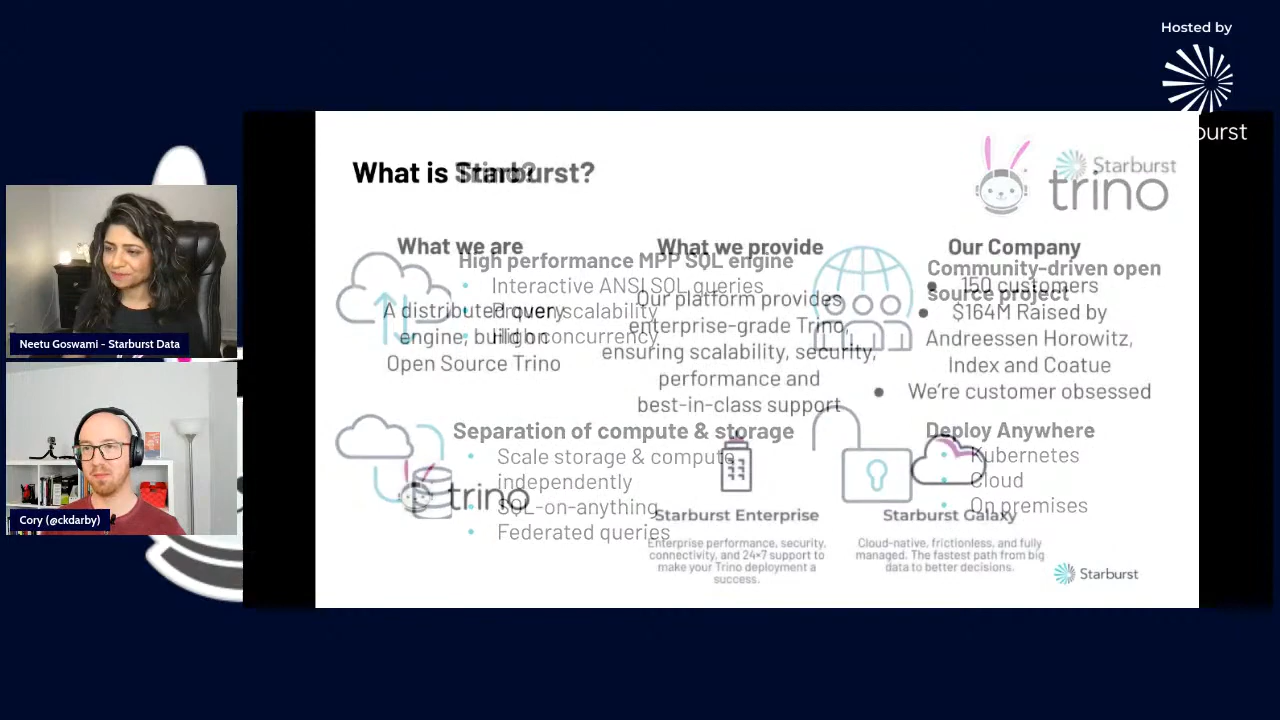 Hosted by
burst
What is Starburst?
What is Trino?
Starburst
trino
What we are
A distributed query
engine, build on
Open Source Trino
What we provide
Our platform provides
enterprise-grade Trino,
ensuring scalability, security,
performance and
best-in-class support
Our Company
150 customers
$164M Raised by
Andreessen Horowitz,
Index and Coatue
We're customer obsessed
High performance MPP SQL engine
Interactive ANSI SQL queries
Proven scalability
High concurrency
Community-driven open
source project
Separation of compute & storage
Scale storage & compute
independently
SQL-on-anything
Federated queries
Deploy Anywhere
Kubernetes
Cloud
On premises
trino
Starburst Enterprise
Enterprise performance, security,
connectivity, and 24×7 support to
make your Trino deployment a
success.
Starburst Galaxy
Cloud-native, frictionless, and fully
managed. The fastest path from big
data to better decisions.
Starburst
Neetu Goswami - Starburst Data
Cory (@ckdarby)